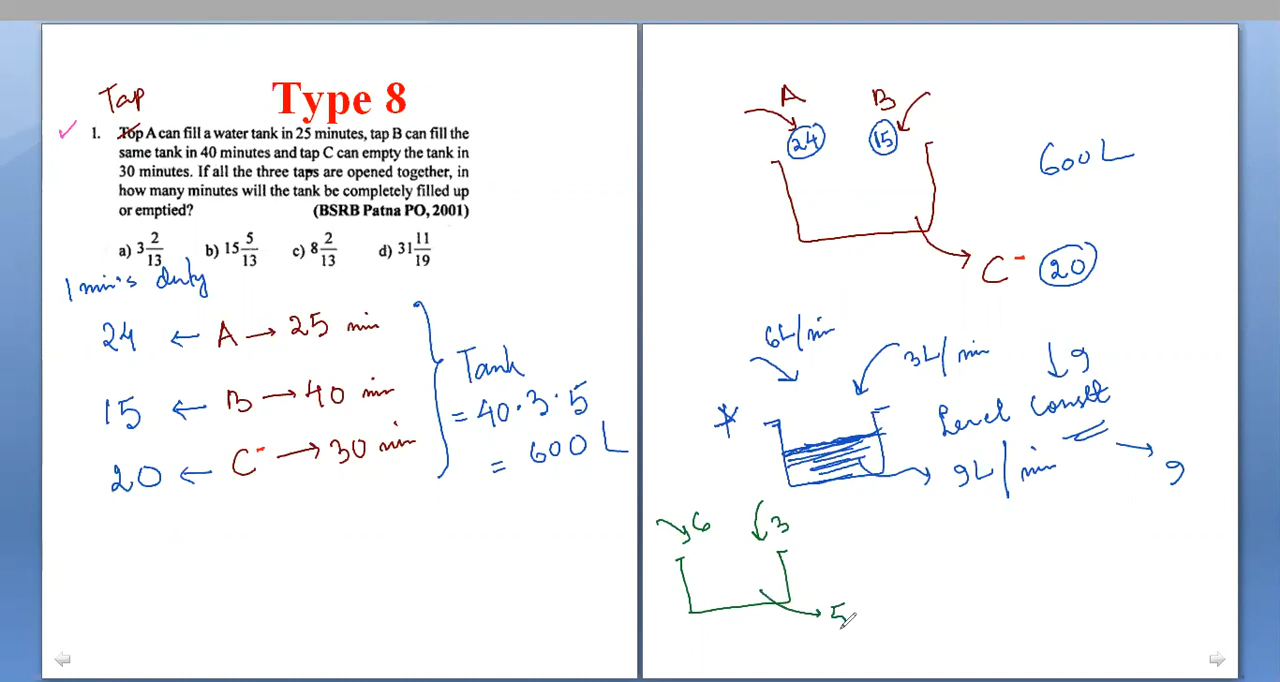 Tap
Type 8
1. Top A can fill a water tank in 25 minutes, tap B can fill the
same tank in 40 minutes and tap C can empty the tank in
30 minutes. If all the three taps are opened together, in
how many minutes will the tank be completely filled up
or emptied? (BSRB Patna PO, 2001)
a) 3 2/13 b) 15 5/13 c) 8 2/13 d) 31 11/19
1 min's duty
24 ← A → 25 min
15 ← B → 40 min
20 ← C⁻ → 30 min
Tank
= 40·3·5
= 600 L
A B
24 15
600 L
C⁻ 20
6L/min
3L/min
↓9
Level constt
9L/min
→ 9
6 3
5